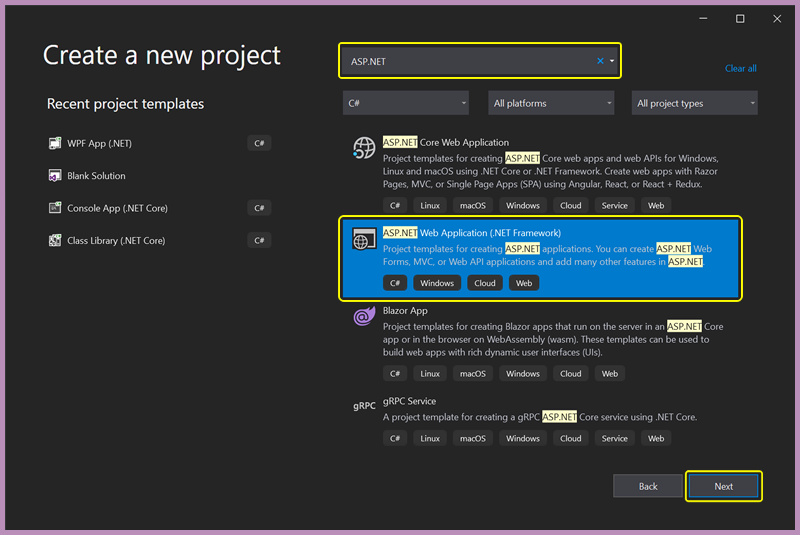 Create a new project
ASP.NET
Clear all
Recent project templates
C#
All platforms
All project types
WPF App (.NET)
C#
Blank Solution
Console App (.NET Core)
C#
Class Library (.NET Core)
C#
ASP.NET Core Web Application
Project templates for creating ASP.NET Core web apps and web APIs for Windows,
Linux and macOS using .NET Core or .NET Framework. Create web apps with Razor
Pages, MVC, or Single Page Apps (SPA) using Angular, React, or React + Redux.
C# Linux macOS Windows Cloud Service Web
ASP.NET Web Application (.NET Framework)
Project templates for creating ASP.NET applications. You can create ASP.NET Web
Forms, MVC, or Web API applications and add many other features in ASP.NET.
C# Windows Cloud Web
Blazor App
Project templates for creating Blazor apps that run on the server in an ASP.NET Core
app or in the browser on WebAssembly (wasm). These templates can be used to
build web apps with rich dynamic user interfaces (UIs).
C# Linux macOS Windows Cloud Web
gRPC
gRPC Service
A project template for creating a gRPC ASP.NET Core service using .NET Core.
C# Linux macOS Windows Cloud Service Web
Back
Next